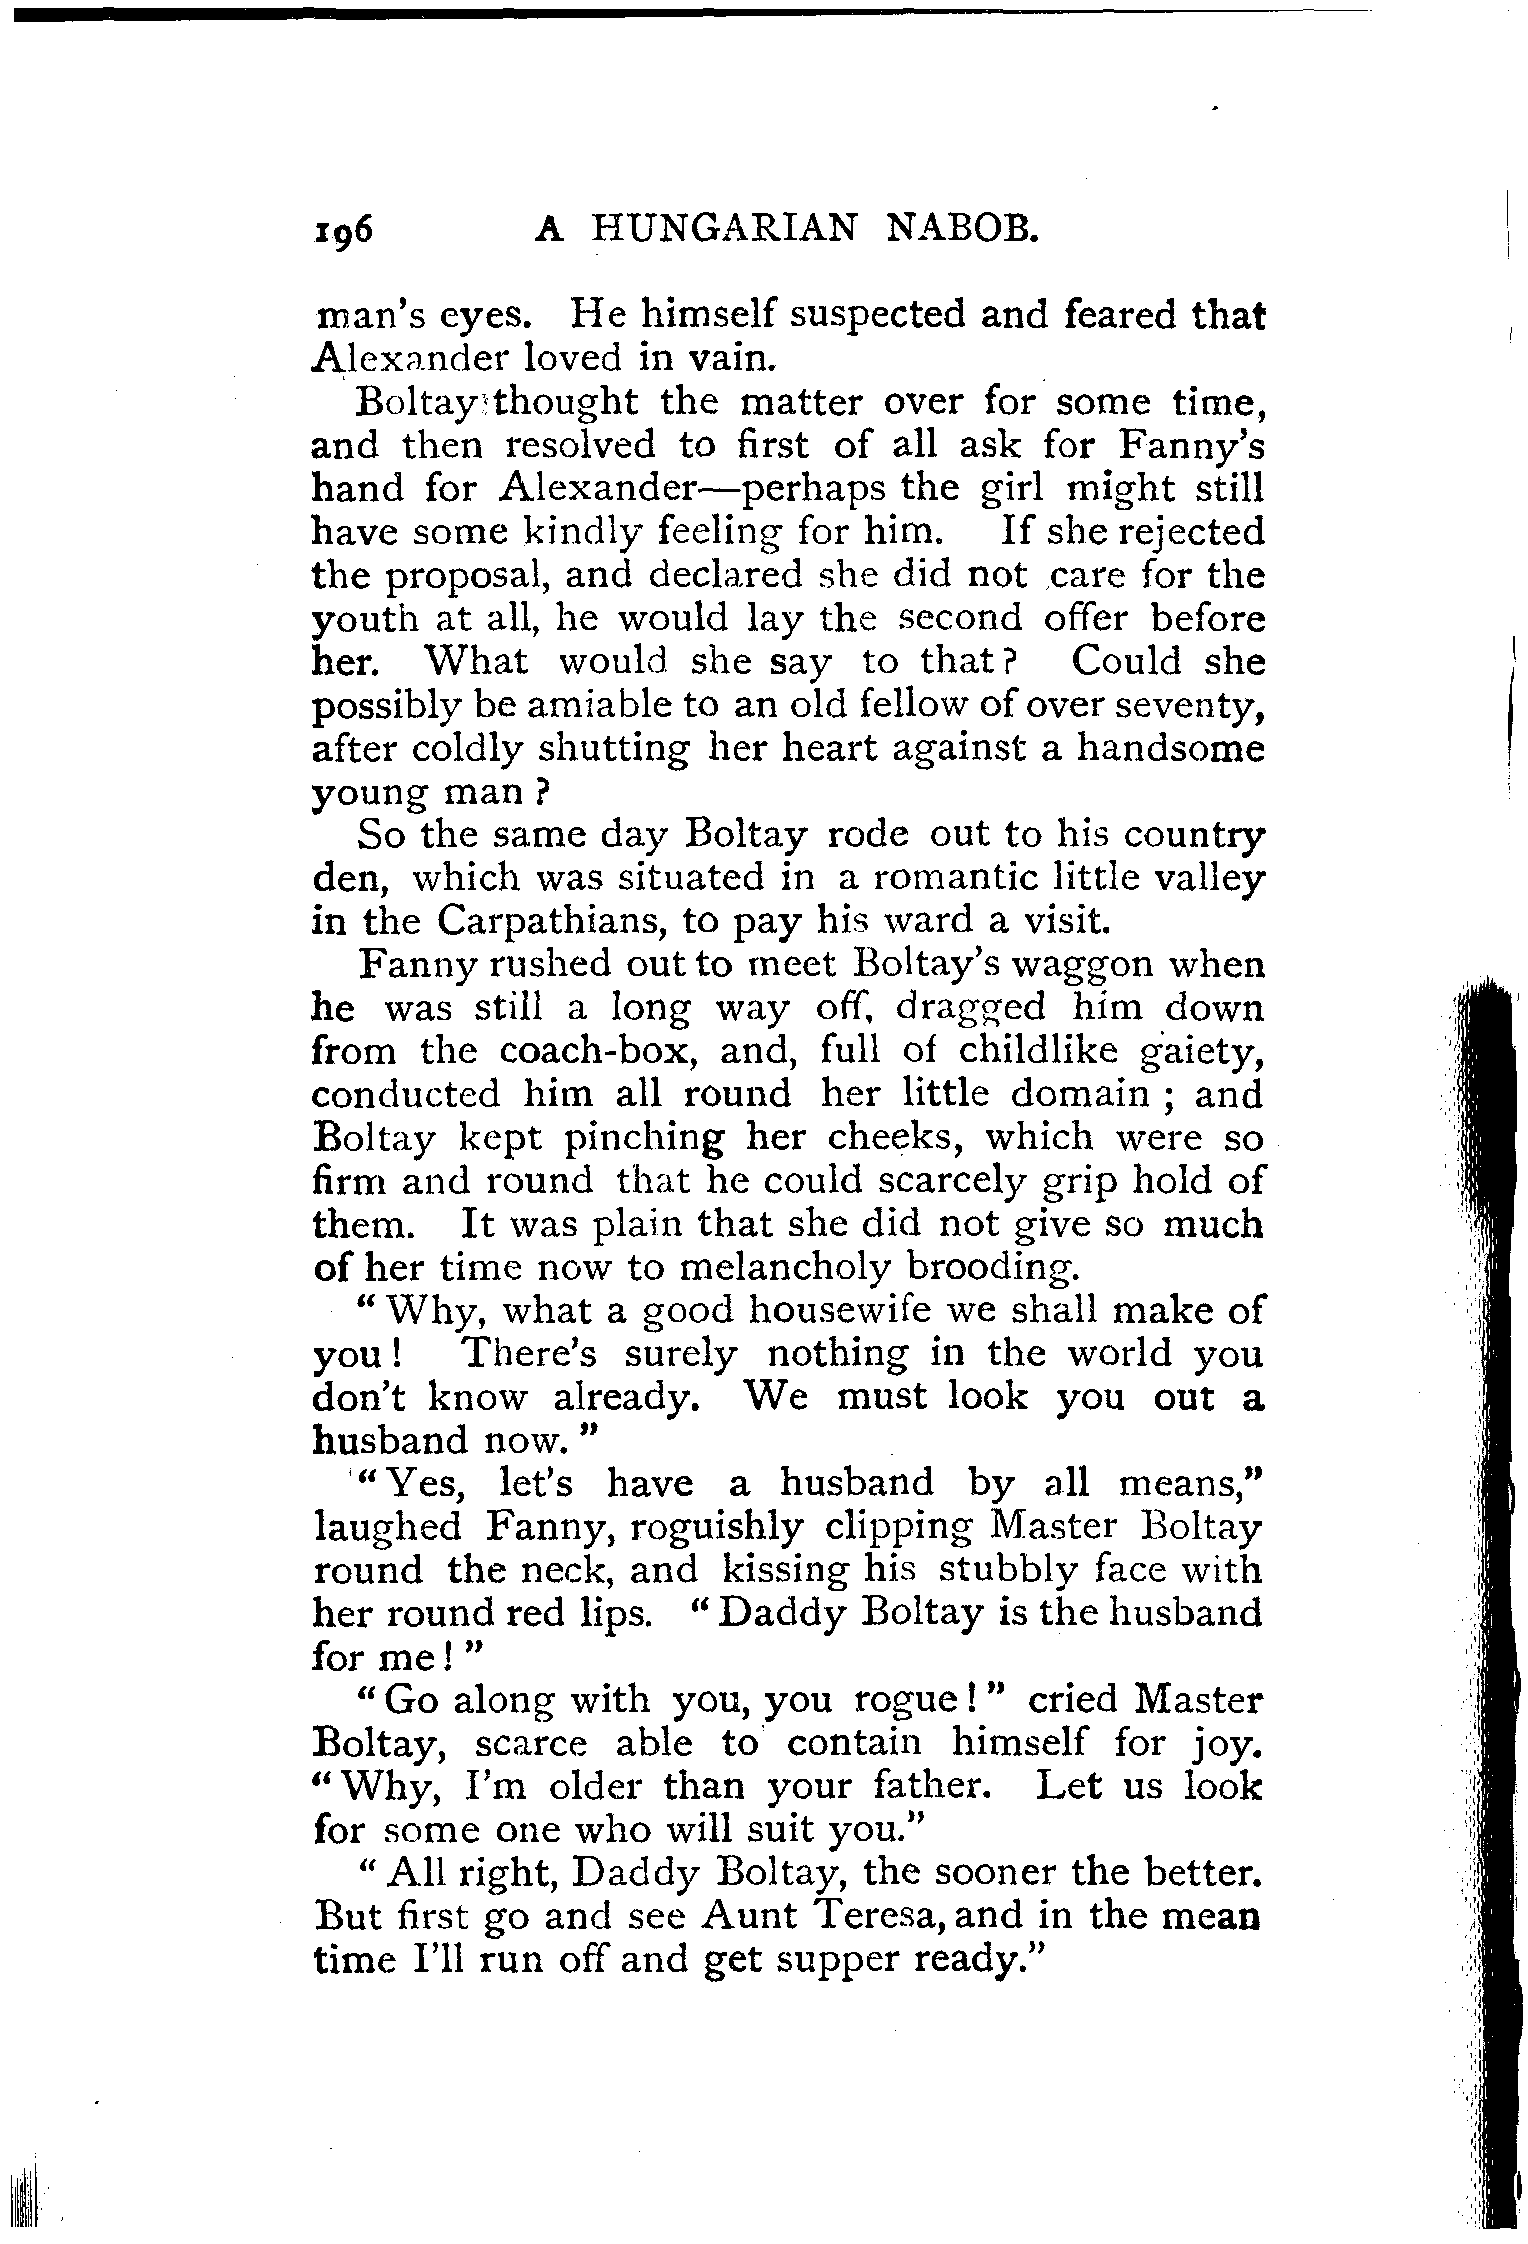 196 A HUNGARIAN NABOB.
man's eyes. He himself suspected and feared that
Alexander loved in vain.
Boltay thought the matter over for some time,
and then resolved to first of all ask for Fanny's
hand for Alexander—perhaps the girl might still
have some kindly feeling for him. If she rejected
the proposal, and declared she did not care for the
youth at all, he would lay the second offer before
her. What would she say to that? Could she
possibly be amiable to an old fellow of over seventy,
after coldly shutting her heart against a handsome
young man?
So the same day Boltay rode out to his country
den, which was situated in a romantic little valley
in the Carpathians, to pay his ward a visit.
Fanny rushed out to meet Boltay's waggon when
he was still a long way off, dragged him down
from the coach-box, and, full of childlike gaiety,
conducted him all round her little domain; and
Boltay kept pinching her cheeks, which were so
firm and round that he could scarcely grip hold of
them. It was plain that she did not give so much
of her time now to melancholy brooding.
"Why, what a good housewife we shall make of
you! There's surely nothing in the world you
don't know already. We must look you out a
husband now."
"Yes, let's have a husband by all means,"
laughed Fanny, roguishly clipping Master Boltay
round the neck, and kissing his stubbly face with
her round red lips. "Daddy Boltay is the husband
for me!"
"Go along with you, you rogue!" cried Master
Boltay, scarce able to contain himself for joy.
"Why, I'm older than your father. Let us look
for some one who will suit you."
"All right, Daddy Boltay, the sooner the better.
But first go and see Aunt Teresa, and in the mean
time I'll run off and get supper ready."